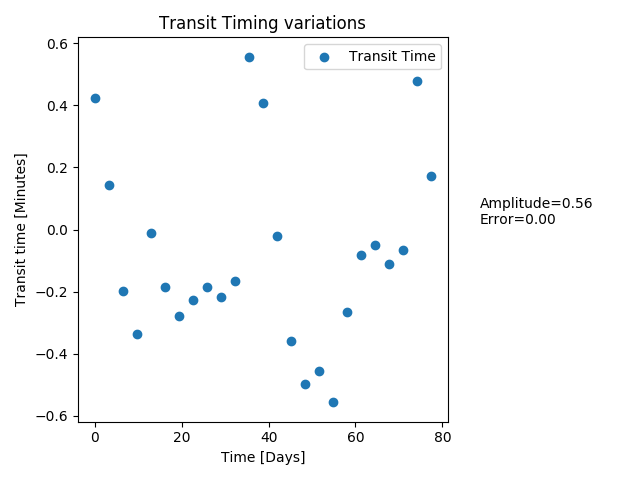 Transit Timing variations
Transit Time
Transit time [Minutes]
0.6
0.4
0.2
0.0
−0.2
−0.4
−0.6
Amplitude=0.56
Error=0.00
0
20
40
60
80
Time [Days]